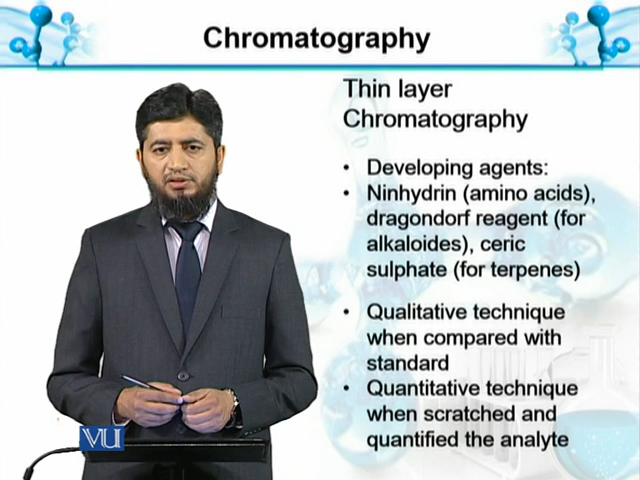 Chromatography
Thin layer
Chromatography
• Developing agents:
• Ninhydrin (amino acids),
dragondorf reagent (for
alkaloides), ceric
sulphate (for terpenes)
• Qualitative technique
when compared with
standard
• Quantitative technique
when scratched and
quantified the analyte
VU